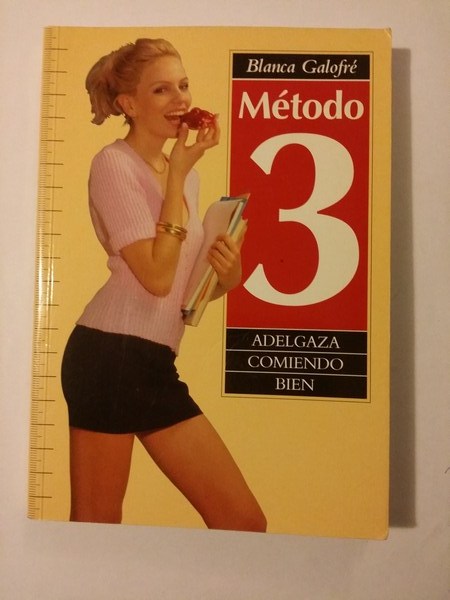 Blanca Galofré
Método
3
ADELGAZA
COMIENDO
BIEN